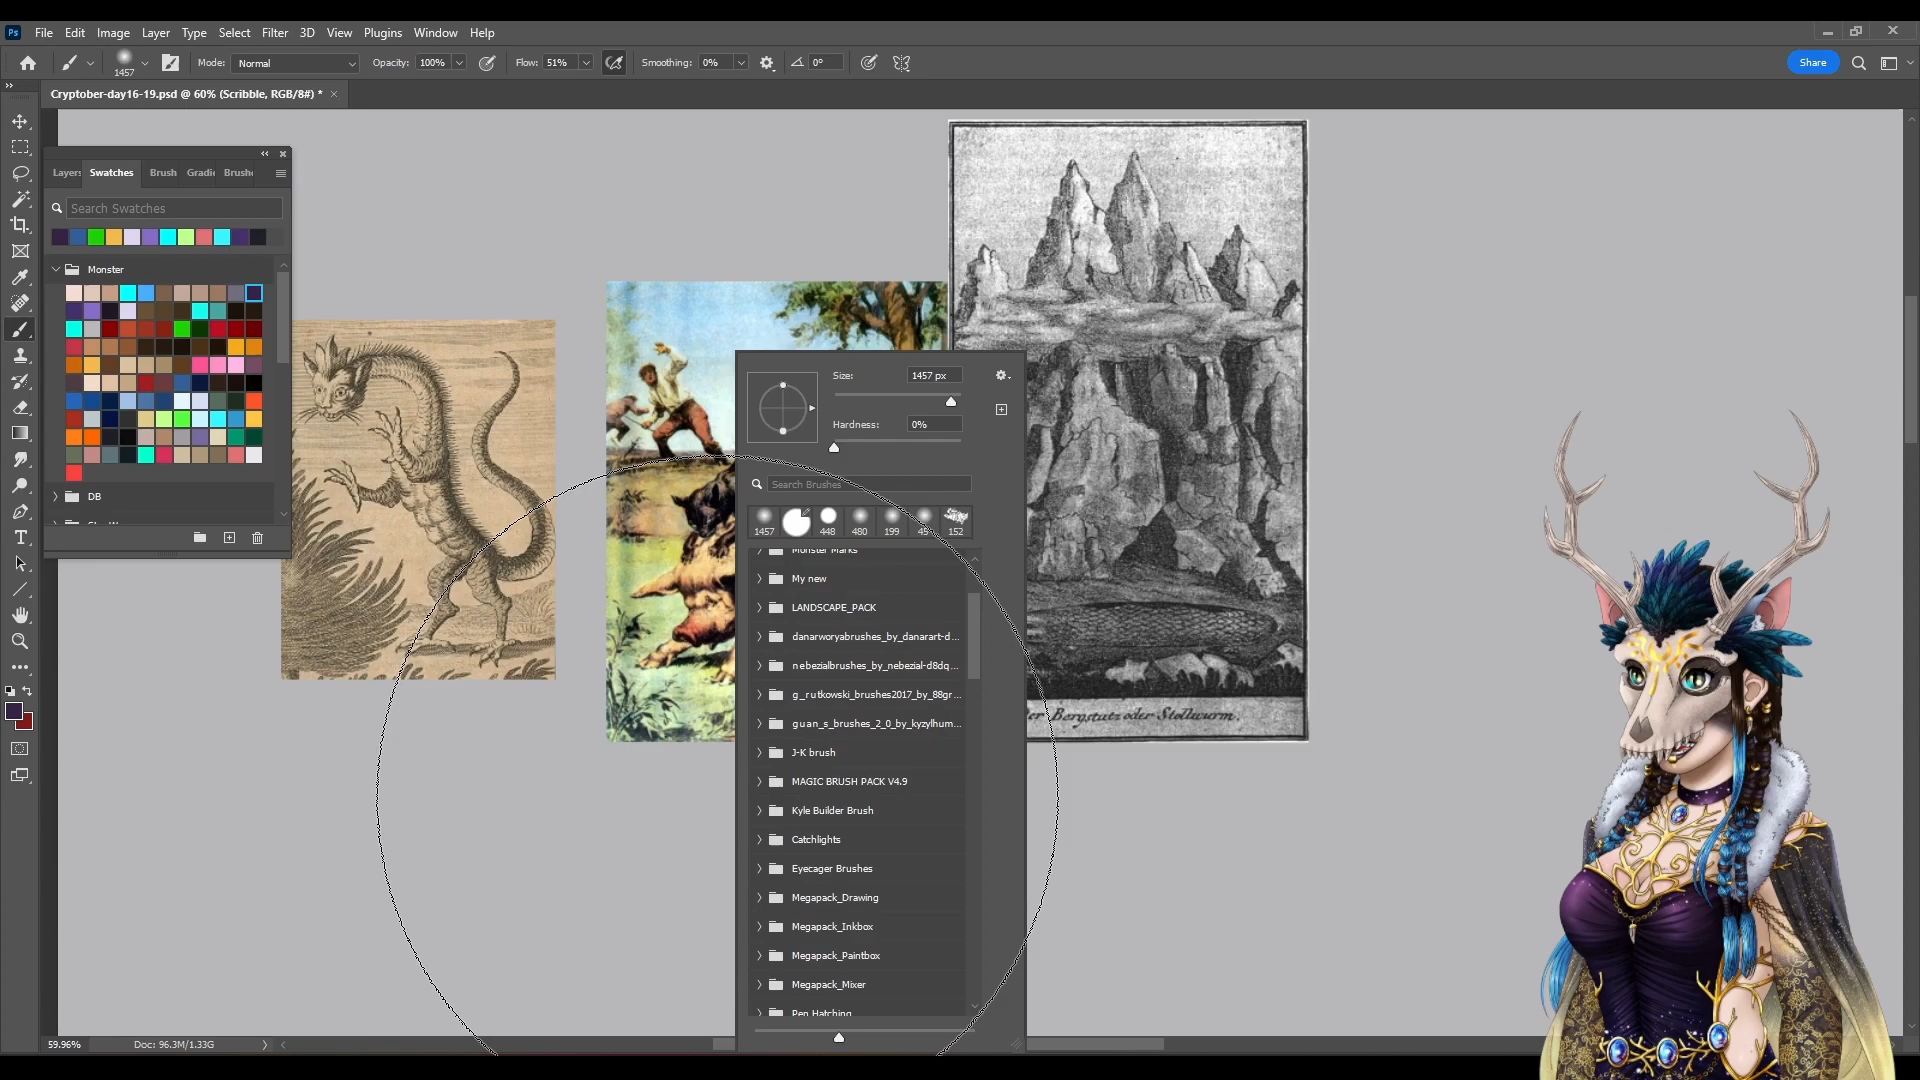 Ps File Edit Image Layer Type Select Filter 3D View Plugins Window Help
1457 Mode: Normal Opacity: 100% Flow: 51% Smoothing: 0% 0° Share
Cryptober-day16-19.psd @ 60% (Scribble, RGB/8#) *
Layers Swatches Brush Gradi Brush
Search Swatches
Monster
DB
Size: 1457 px
Hardness: 0%
Search Brushes
1457 448 480 199 45 152
Monster Marks
My new
LANDSCAPE_PACK
danarworyabrushes_by_danarart-d...
nebezialbrushes_by_nebezial-d8dq...
g_rutkowski_brushes2017_by_88gr...
guan_s_brushes_2_0_by_kyzylhum...
J-K brush
MAGIC BRUSH PACK V4.9
Kyle Builder Brush
Catchlights
Eyecager Brushes
Megapack_Drawing
Megapack_Inkbox
Megapack_Paintbox
Megapack_Mixer
Pen Hatching
Der Bergstutz oder Stollwurm.
59.96% Doc: 96.3M/1.33G